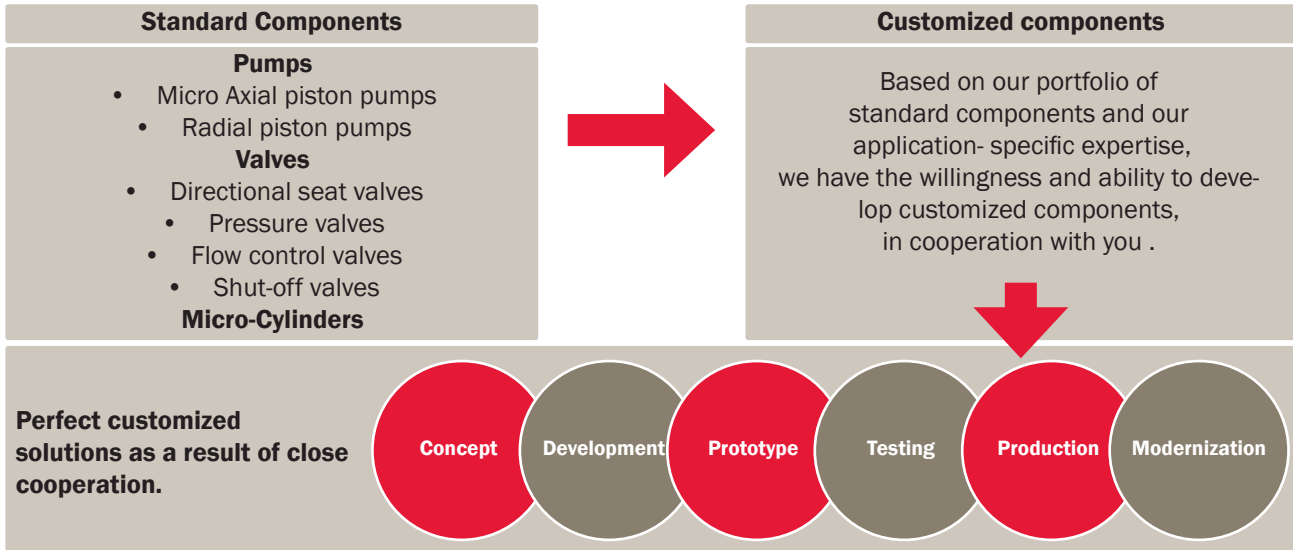 Standard Components
Pumps
• Micro Axial piston pumps
• Radial piston pumps
Valves
• Directional seat valves
• Pressure valves
• Flow control valves
• Shut-off valves
Micro-Cylinders
Customized components
Based on our portfolio of
standard components and our
application- specific expertise,
we have the willingness and ability to deve-
lop customized components,
in cooperation with you .
Perfect customized
solutions as a result of close
cooperation.
Concept
Development
Prototype
Testing
Production
Modernization